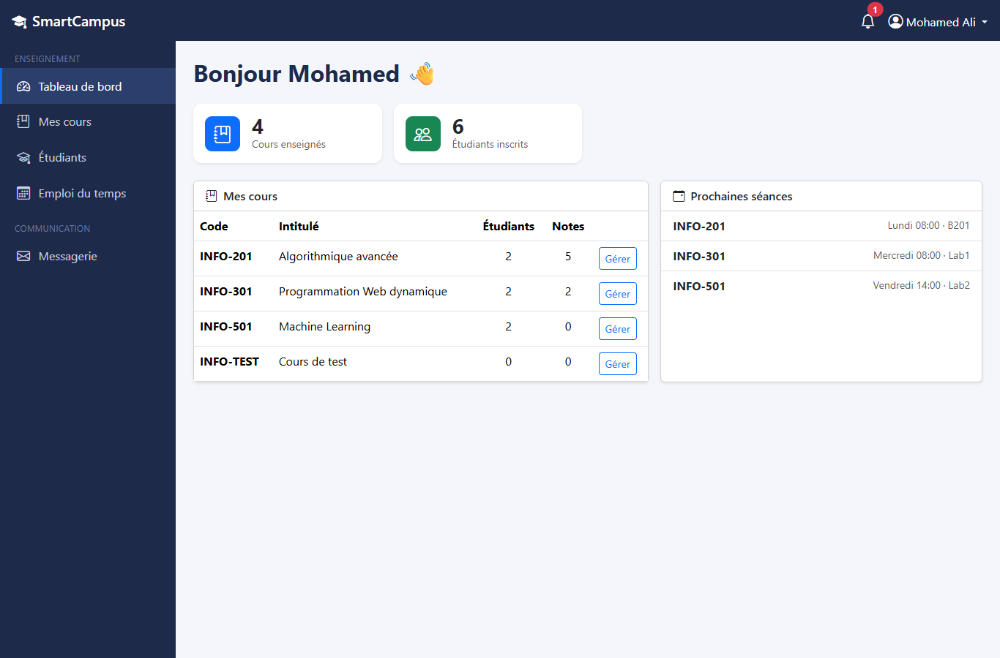 SmartCampus
1
Mohamed Ali
ENSEIGNEMENT
Tableau de bord
Mes cours
Étudiants
Emploi du temps
COMMUNICATION
Messagerie
Bonjour Mohamed 👋
4
Cours enseignés
6
Étudiants inscrits
Mes cours
Code Intitulé Étudiants Notes
INFO-201 Algorithmique avancée 2 5 Gérer
INFO-301 Programmation Web dynamique 2 2 Gérer
INFO-501 Machine Learning 2 0 Gérer
INFO-TEST Cours de test 0 0 Gérer
Prochaines séances
INFO-201 Lundi 08:00 · B201
INFO-301 Mercredi 08:00 · Lab1
INFO-501 Vendredi 14:00 · Lab2